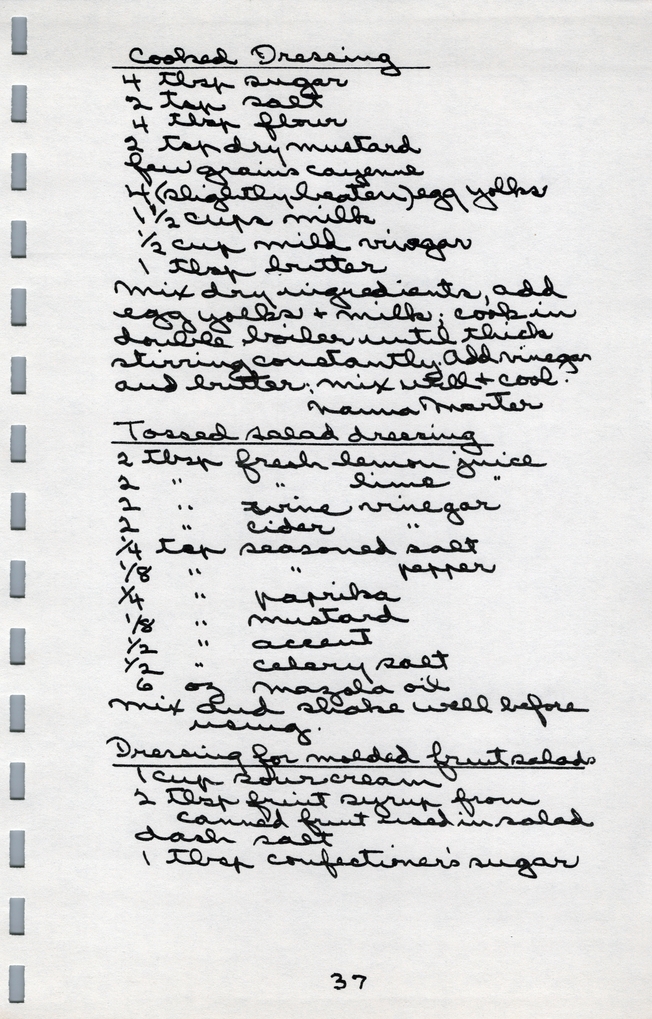 Cooked Dressing
4 tbsp sugar
2 tsp salt
4 tbsp flour
2 tsp dry mustard
few grains cayenne
4 (slightly beaten) egg yolks
1 1/2 cups milk
1/2 cup mild vinegar
1 tbsp butter
Mix dry ingredients, add
egg yolks + milk; cook in
double boiler until thick
stirring constantly. Add vinegar
and butter; mix well + cool.
Nanna Marter
Tossed salad dressing
2 tbsp fresh lemon juice
2 " " lime "
2 " wine vinegar
2 " cider "
1/4 tsp seasoned salt
1/8 " " pepper
1/4 " paprika
1/8 " mustard
1/2 " accent
1/2 " celery salt
6 oz mazola oil
Mix and shake well before
using.
Dressing for molded fruit salads
1 cup sour cream
2 tbsp fruit syrup from
canned fruit used in salad
dash salt
1 tbsp confectioner's sugar
37